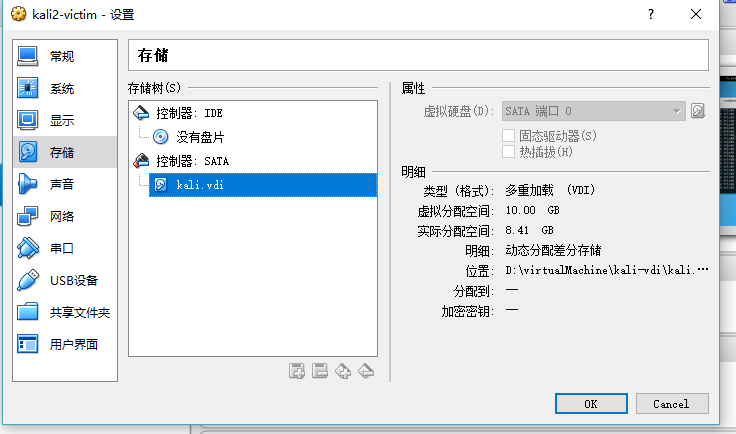 kali2-victim - 设置
?
常规
系统
显示
存储
声音
网络
串口
USB设备
共享文件夹
用户界面
存储
存储树(S)
控制器: IDE
没有盘片
控制器: SATA
kali.vdi
属性
虚拟硬盘(D): SATA 端口 0
固态驱动器(S)
热插拔(H)
明细
类型 (格式): 多重加载 (VDI)
虚拟分配空间: 10.00 GB
实际分配空间: 8.41 GB
明细: 动态分配差分存储
位置: D:\virtualMachine\kali-vdi\kali.…
分配到: —
加密密钥: —
OK
Cancel